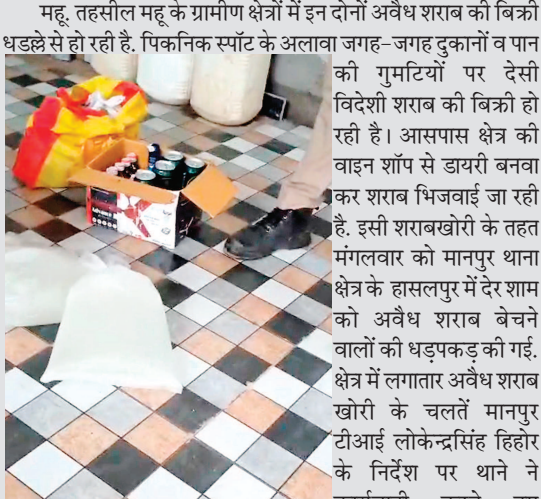 महू. तहसील महू के ग्रामीण क्षेत्रों में इन दोनों अवैध शराब की बिक्री
धडल्ले से हो रही है. पिकनिक स्पॉट के अलावा जगह-जगह दुकानों व पान
की गुमटियों पर देसी
विदेशी शराब की बिक्री हो
रही है। आसपास क्षेत्र की
वाइन शॉप से डायरी बनवा
कर शराब भिजवाई जा रही
है. इसी शराबखोरी के तहत
मंगलवार को मानपुर थाना
क्षेत्र के हासलपुर में देर शाम
को अवैध शराब बेचने
वालों की धड़पकड़ की गई.
क्षेत्र में लगातार अवैध शराब
खोरी के चलतें मानपुर
टीआई लोकेन्द्रसिंह हिहोर
के निर्देश पर थाने ने